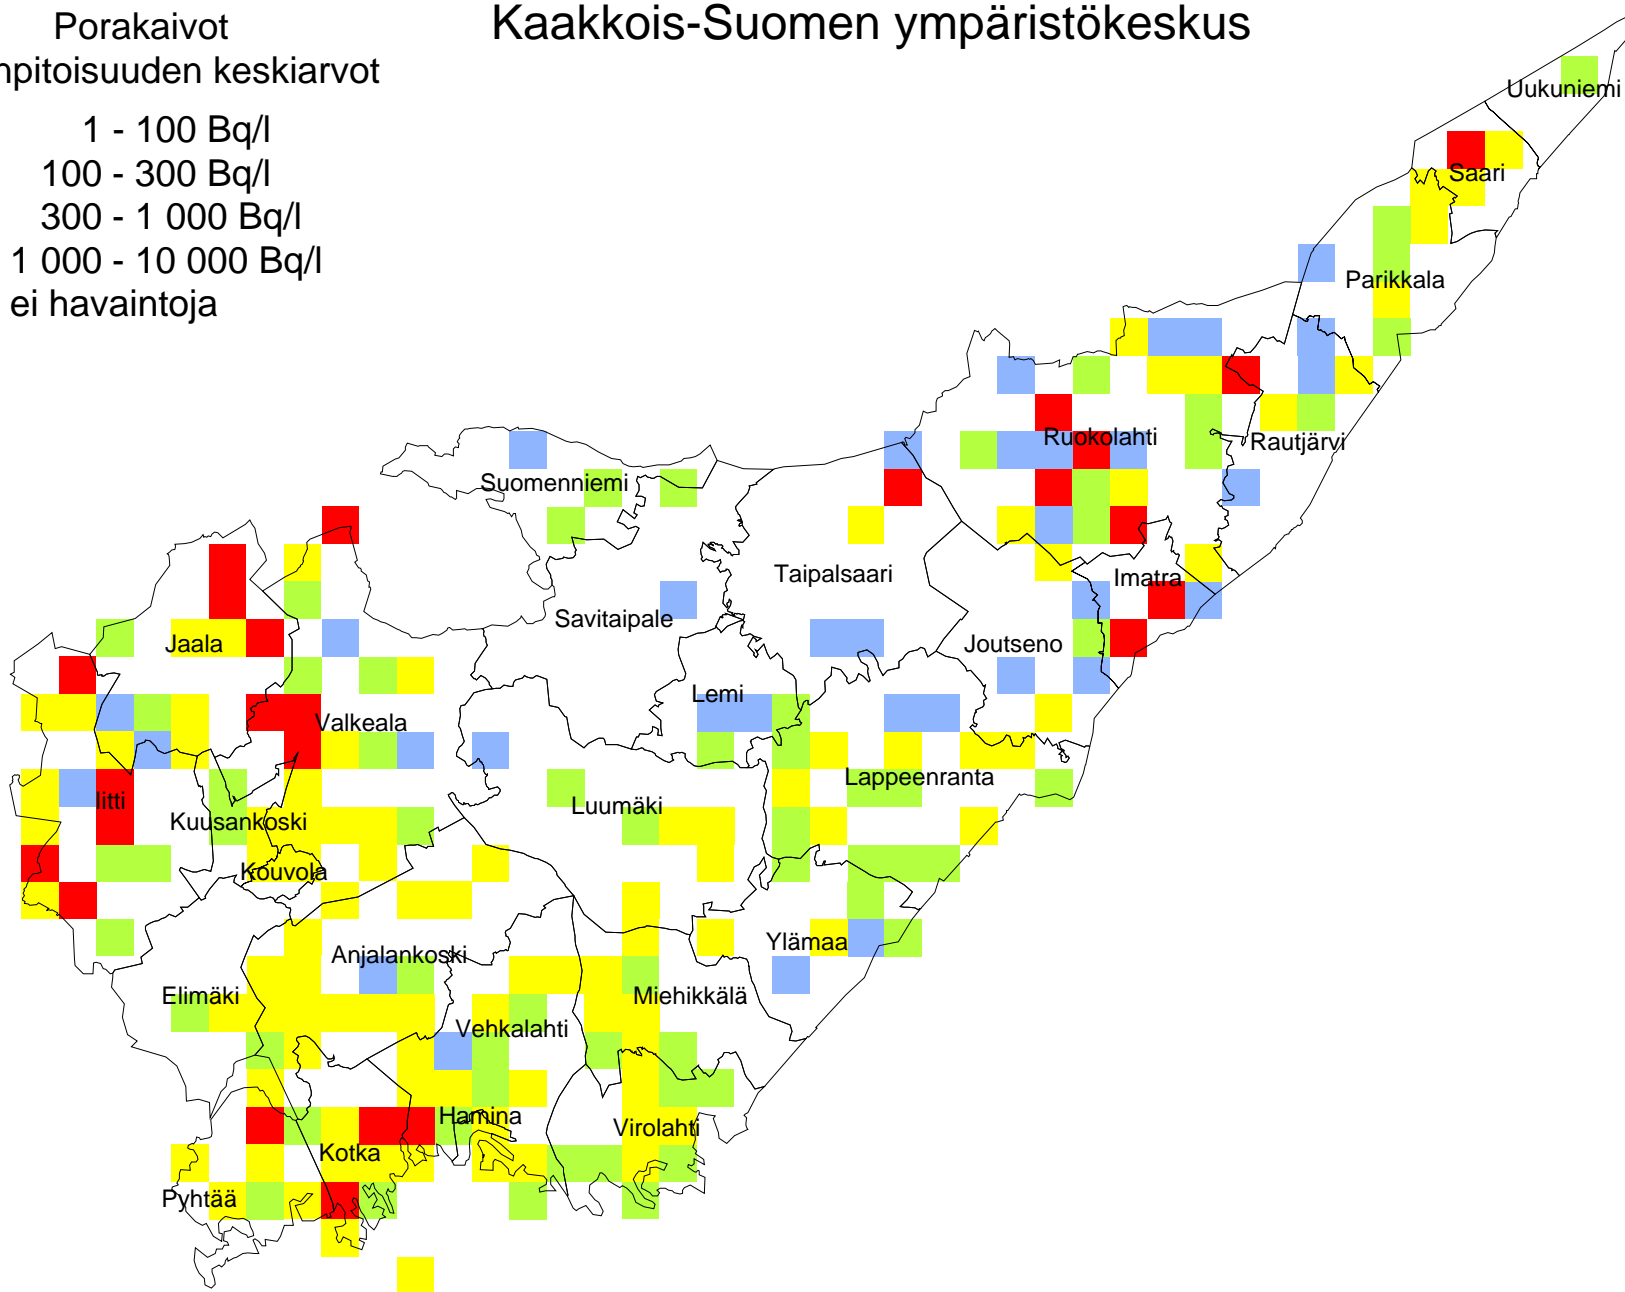 Kaakkois-Suomen ympäristökeskus
Porakaivot
npitoisuuden keskiarvot
1 - 100 Bq/l
100 - 300 Bq/l
300 - 1 000 Bq/l
1 000 - 10 000 Bq/l
ei havaintoja
Uukuniemi
Saari
Parikkala
Ruokolahti
Rautjärvi
Suomenniemi
Taipalsaari
Imatra
Savitaipale
Jaala
Joutseno
Lemi
Valkeala
Lappeenranta
Iitti
Luumäki
Kuusankoski
Kouvola
Ylämaa
Anjalankoski
Elimäki
Miehikkälä
Vehkalahti
Hamina
Virolahti
Kotka
Pyhtää